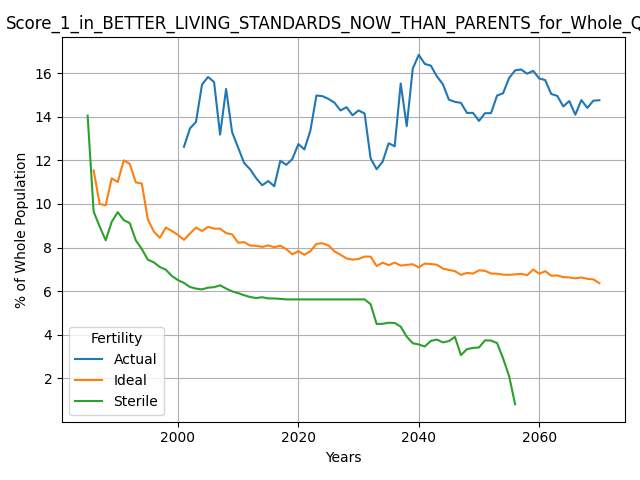 Score_1_in_BETTER_LIVING_STANDARDS_NOW_THAN_PARENTS_for_Whole_Q
% of Whole Population
16
14
12
10
8
6
4
2
Fertility
Actual
Ideal
Sterile
2000 2020 2040 2060
Years